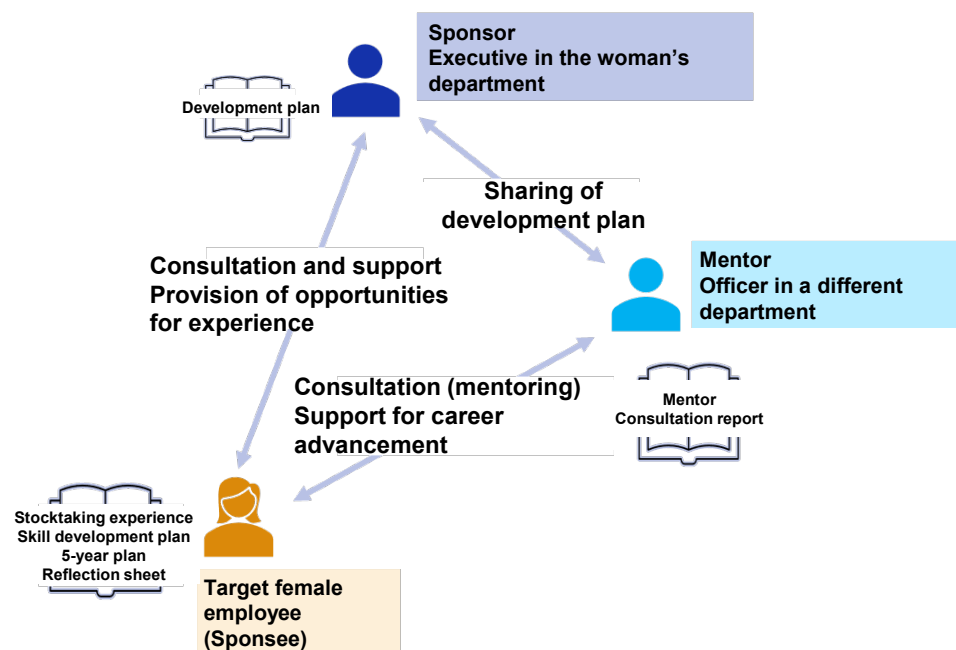 Sponsor
Executive in the woman's
department
Development plan
Sharing of
development plan
Consultation and support
Provision of opportunities
for experience
Mentor
Officer in a different
department
Consultation (mentoring)
Support for career
advancement
Mentor
Consultation report
Stocktaking experience
Skill development plan
5-year plan
Reflection sheet
Target female
employee
(Sponsee)